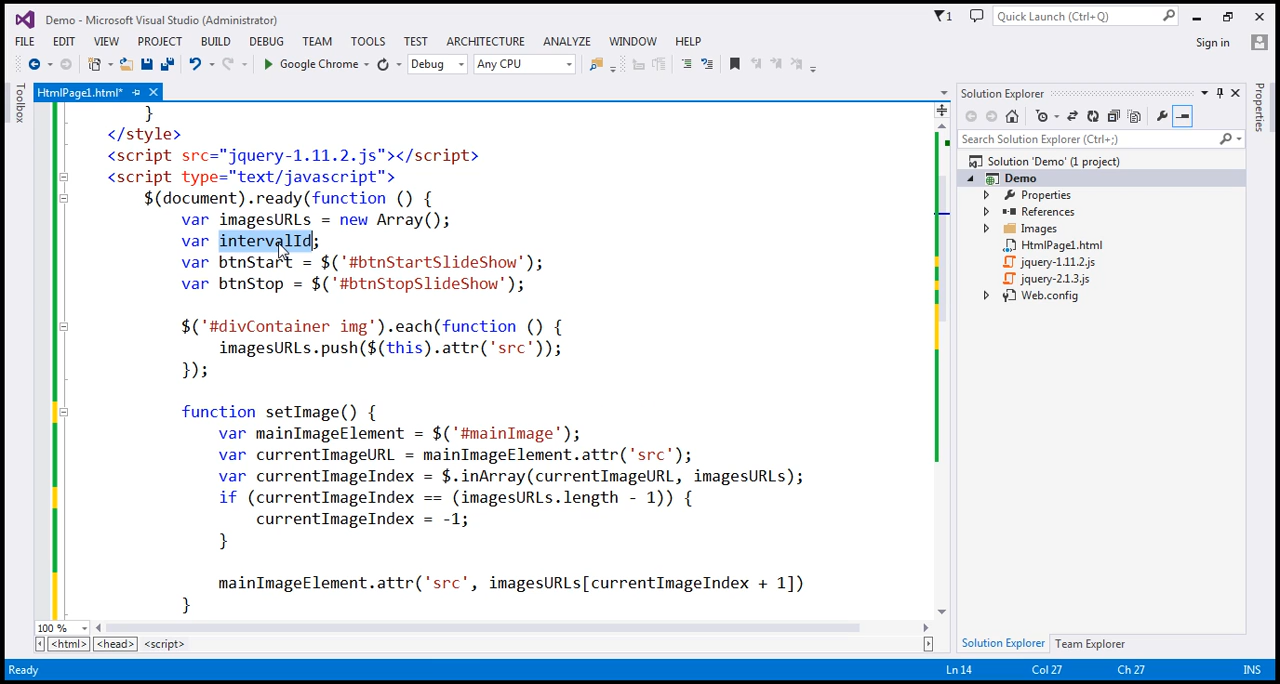 Demo - Microsoft Visual Studio (Administrator)
1
Quick Launch (Ctrl+Q)
FILE EDIT VIEW PROJECT BUILD DEBUG TEAM TOOLS TEST ARCHITECTURE ANALYZE WINDOW HELP
Sign in
Google Chrome Debug Any CPU
Toolbox
HtmlPage1.html*
}
</style>
<script src="jquery-1.11.2.js"></script>
<script type="text/javascript">
$(document).ready(function () {
var imagesURLs = new Array();
var intervalId;
var btnStart = $('#btnStartSlideShow');
var btnStop = $('#btnStopSlideShow');
$('#divContainer img').each(function () {
imagesURLs.push($(this).attr('src'));
});
function setImage() {
var mainImageElement = $('#mainImage');
var currentImageURL = mainImageElement.attr('src');
var currentImageIndex = $.inArray(currentImageURL, imagesURLs);
if (currentImageIndex == (imagesURLs.length - 1)) {
currentImageIndex = -1;
}
mainImageElement.attr('src', imagesURLs[currentImageIndex + 1])
}
100 %
<html> <head> <script>
Solution Explorer
Search Solution Explorer (Ctrl+;)
Solution 'Demo' (1 project)
Demo
Properties
References
Images
HtmlPage1.html
jquery-1.11.2.js
jquery-2.1.3.js
Web.config
Solution Explorer Team Explorer
Properties
Ready Ln 14 Col 27 Ch 27 INS